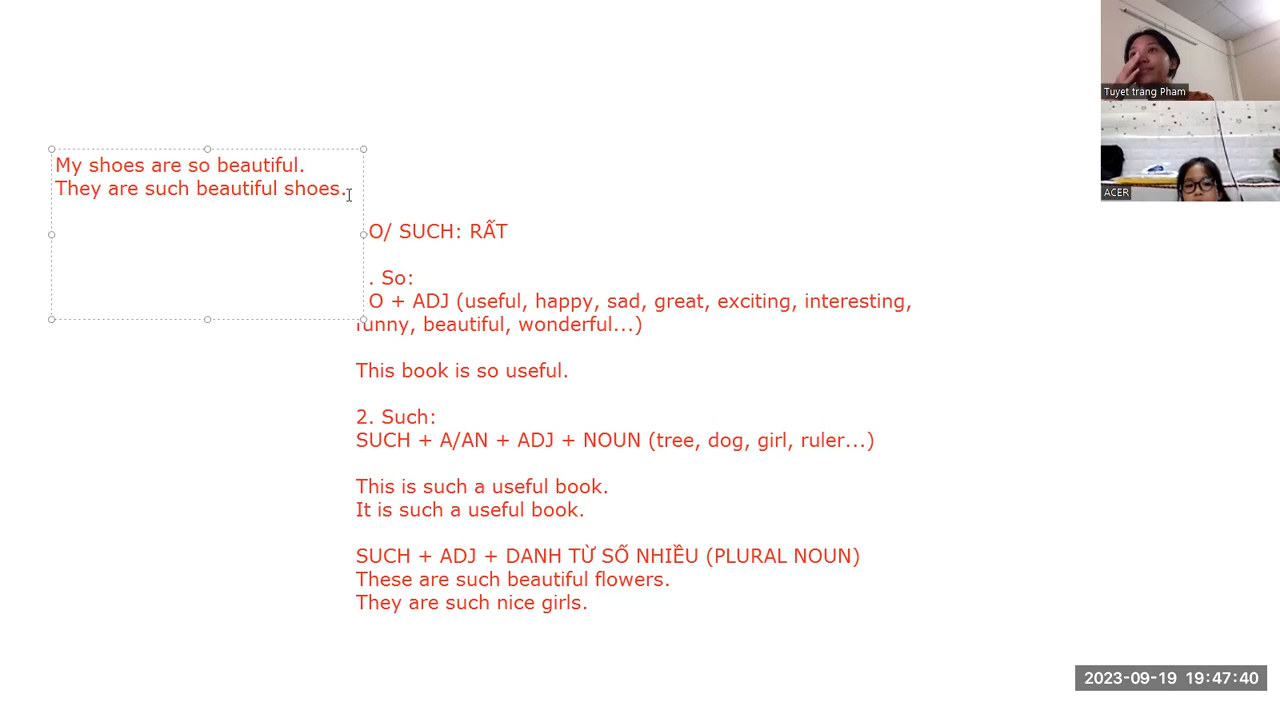 My shoes are so beautiful.
They are such beautiful shoes.
O/ SUCH: RẤT
. So:
O + ADJ (useful, happy, sad, great, exciting, interesting,
funny, beautiful, wonderful...)
This book is so useful.
2. Such:
SUCH + A/AN + ADJ + NOUN (tree, dog, girl, ruler...)
This is such a useful book.
It is such a useful book.
SUCH + ADJ + DANH TỪ SỐ NHIỀU (PLURAL NOUN)
These are such beautiful flowers.
They are such nice girls.
Tuyet trang Pham
ACER
2023-09-19 19:47:40